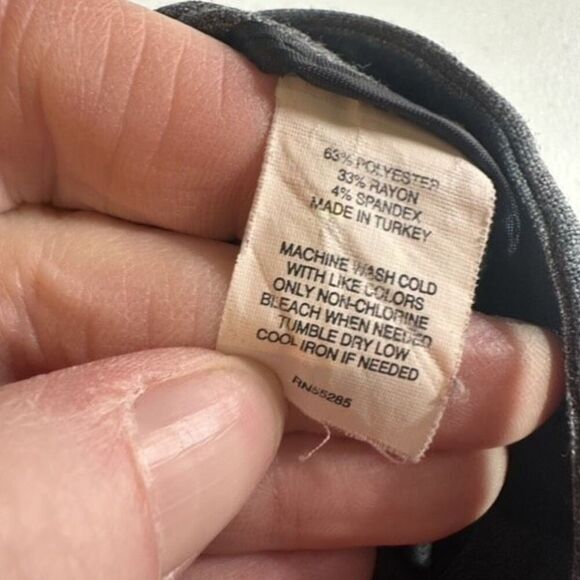 63% POLYESTER
33% RAYON
4% SPANDEX
MADE IN TURKEY
MACHINE WASH COLD
WITH LIKE COLORS
ONLY NON-CHLORINE
BLEACH WHEN NEEDED
TUMBLE DRY LOW
COOL IRON IF NEEDED
RN55285